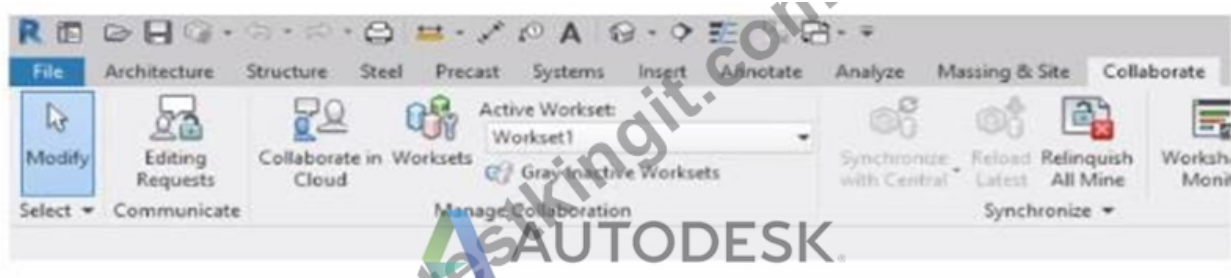 R A
File Architecture Structure Steel Precast Systems Insert Annotate Analyze Massing & Site Collaborate
Active Workset:
Workset1
Modify Editing Requests Collaborate in Cloud Worksets Gray Inactive Worksets Synchronize with Central Reload Latest Relinquish All Mine
Select Communicate Manage Collaboration Synchronize
AUTODESK